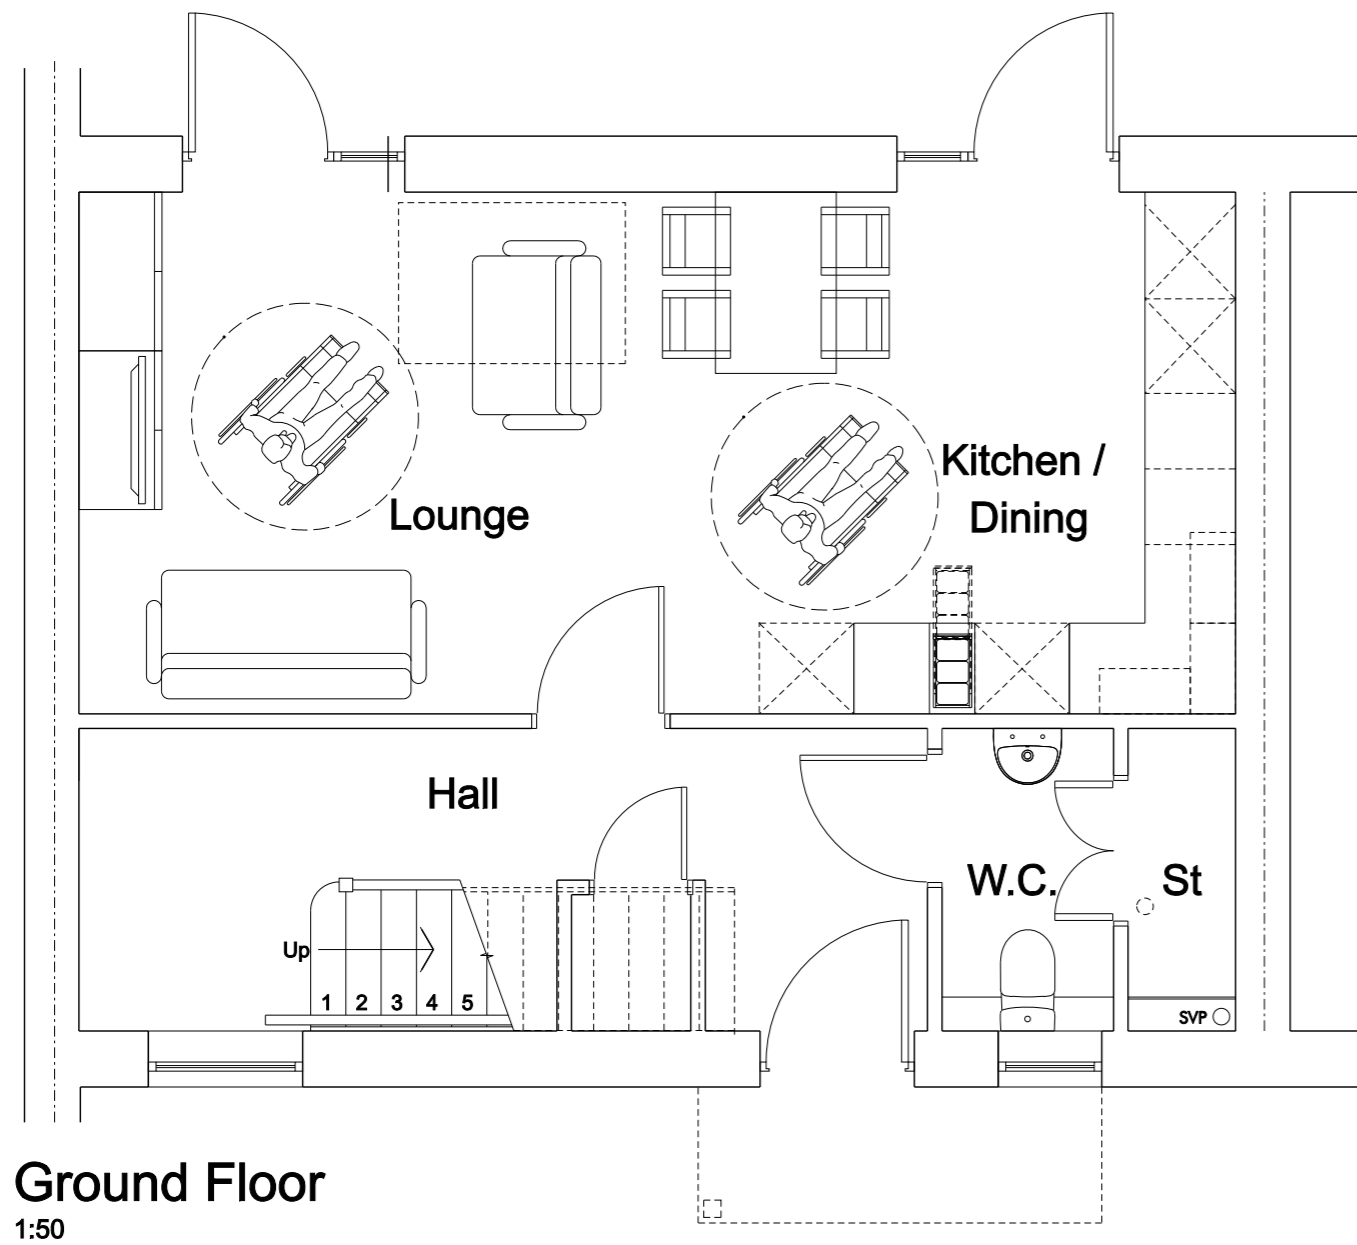 Kitchen /
Dining
Lounge
Hall
W.C.
St
Up
1 2 3 4 5
SVP
Ground Floor
1:50